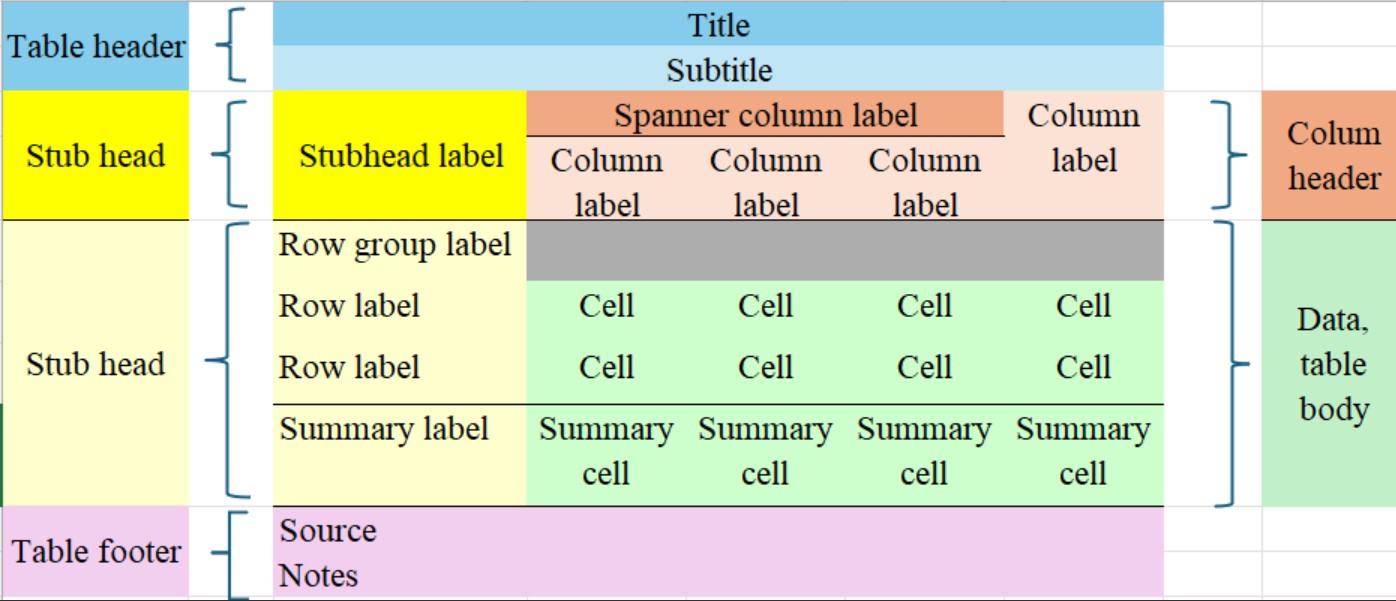 Table header
Title
Subtitle
Stub head
Stubhead label
Spanner column label
Column
label
Column
label
Column
label
Column
label
Colum
header
Stub head
Row group label
Row label
Cell
Cell
Cell
Cell
Row label
Cell
Cell
Cell
Cell
Summary label
Summary
cell
Summary
cell
Summary
cell
Summary
cell
Data,
table
body
Table footer
Source
Notes